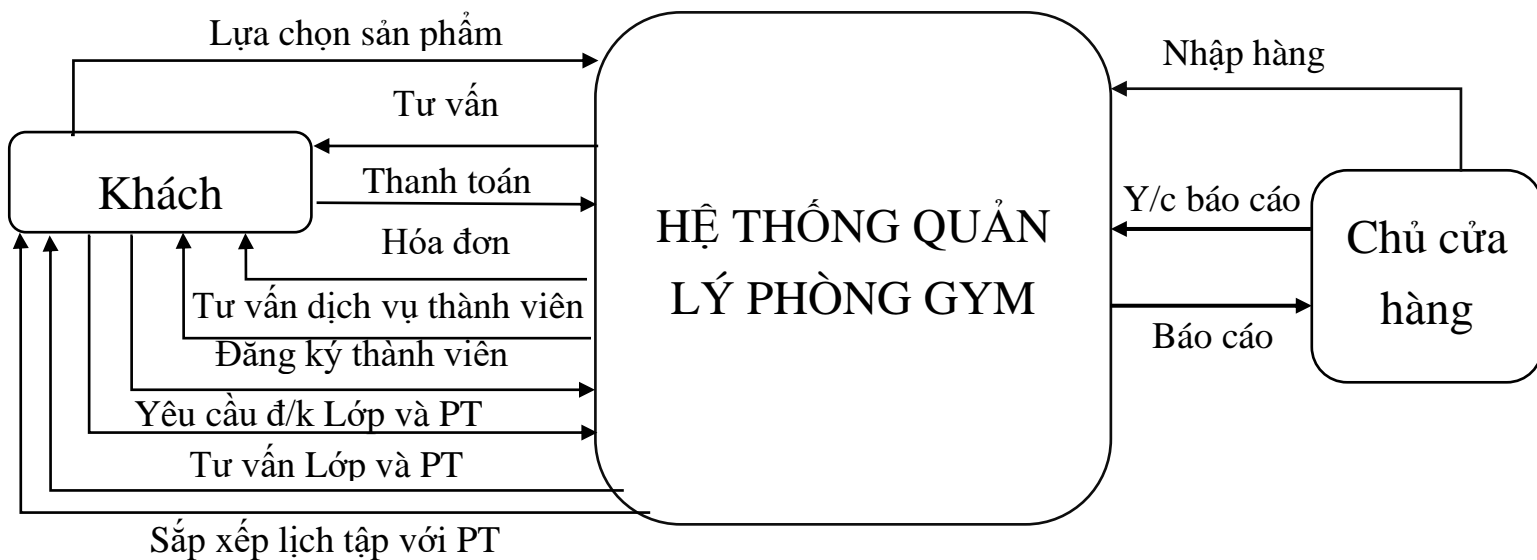 Lựa chọn sản phẩm
Nhập hàng
Tư vấn
Khách
Thanh toán
Y/c báo cáo
HỆ THỐNG QUẢN
LÝ PHÒNG GYM
Chủ cửa
hàng
Hóa đơn
Tư vấn dịch vụ thành viên
Báo cáo
Đăng ký thành viên
Yêu cầu đ/k Lớp và PT
Tư vấn Lớp và PT
Sắp xếp lịch tập với PT